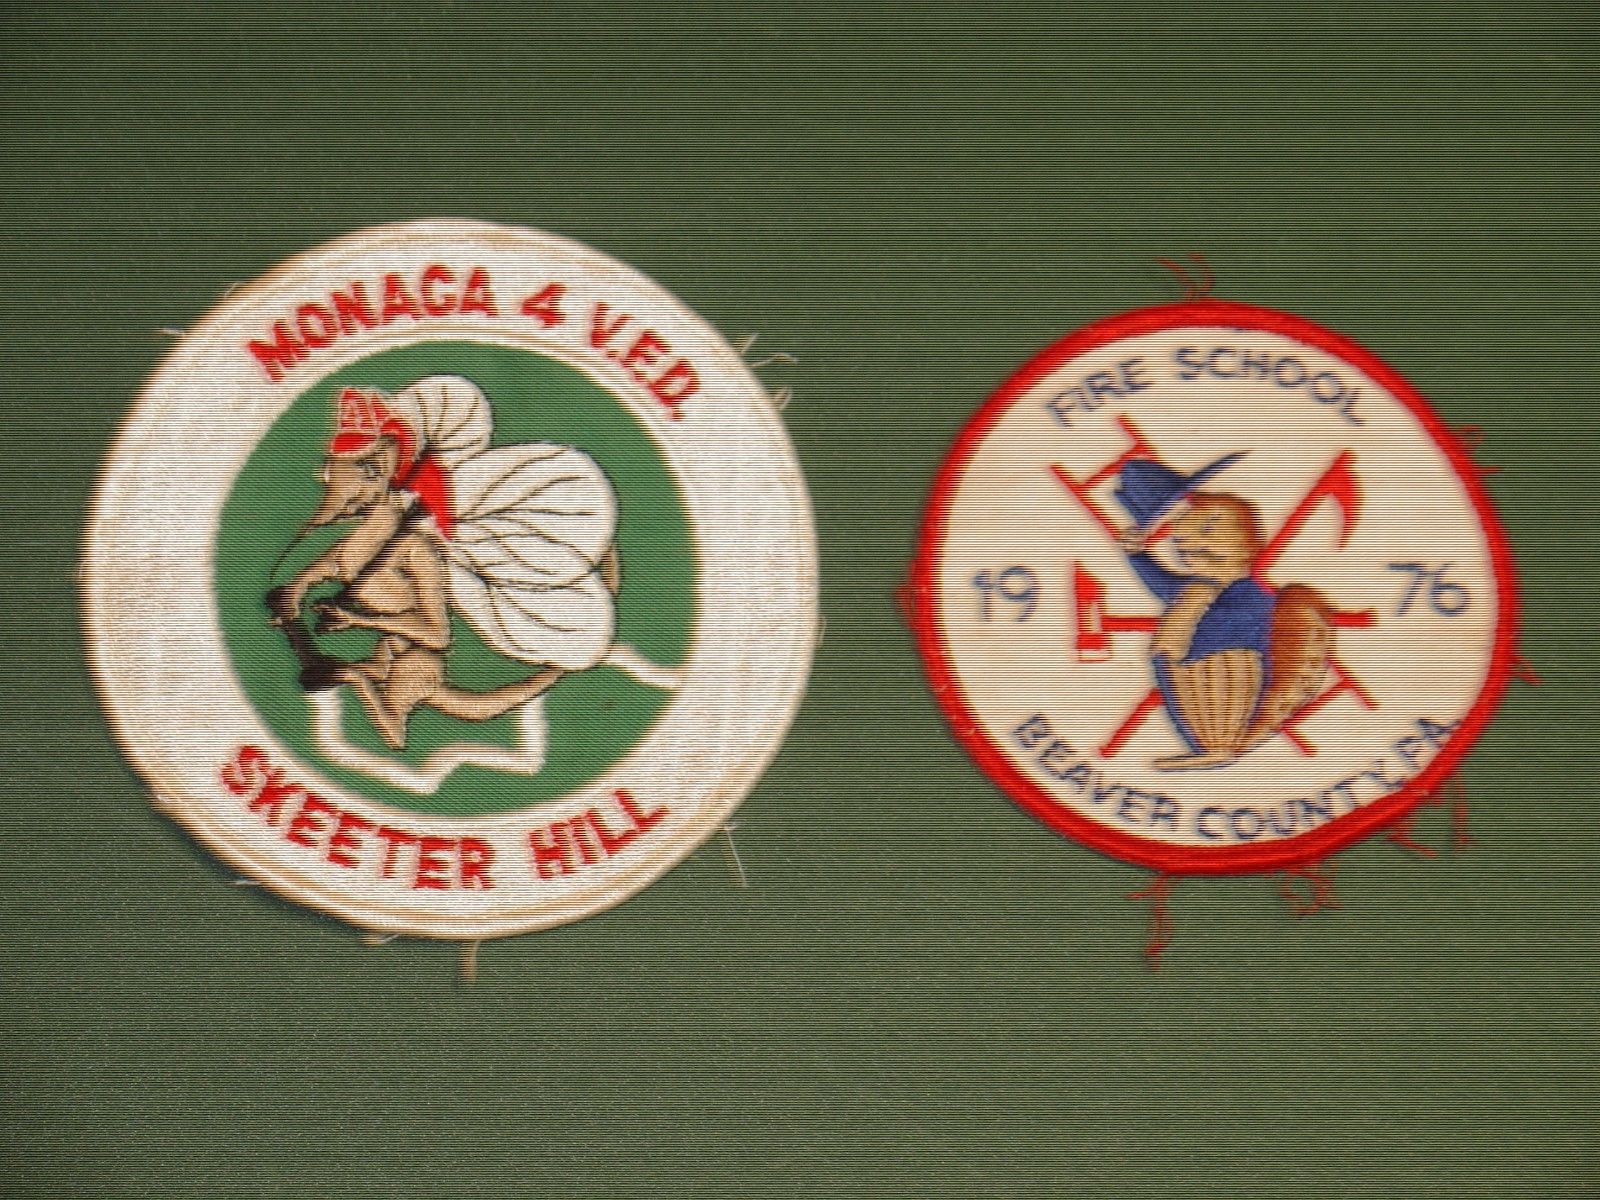 MONACA 4 V.F.D.
SKEETER HILL
FIRE SCHOOL
19 76
BEAVER COUNTY, PA.